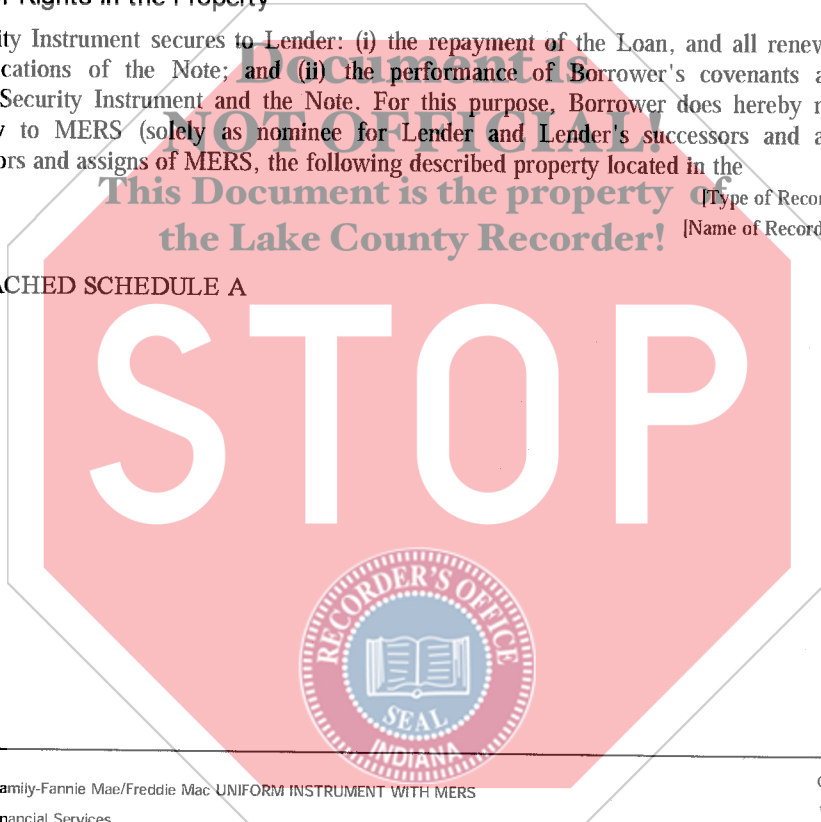 r Rights in the Property
ity Instrument secures to Lender: (i) the repayment of the Loan, and all renew
cations of the Note; and (ii) the performance of Borrower's covenants a
Security Instrument and the Note. For this purpose, Borrower does hereby
y to MERS (solely as nominee for Lender and Lender's successors and a
ors and assigns of MERS, the following described property located in the
[Type of Recor
[Name of Record
ACHED SCHEDULE A
Document is
NOT OFFICIAL!
This Document is the property of
the Lake County Recorder!
STOP
RECORDER'S OFFICE
SEAL
INDIANA
amily-Fannie Mae/Freddie Mac UNIFORM INSTRUMENT WITH MERS
nancial Services